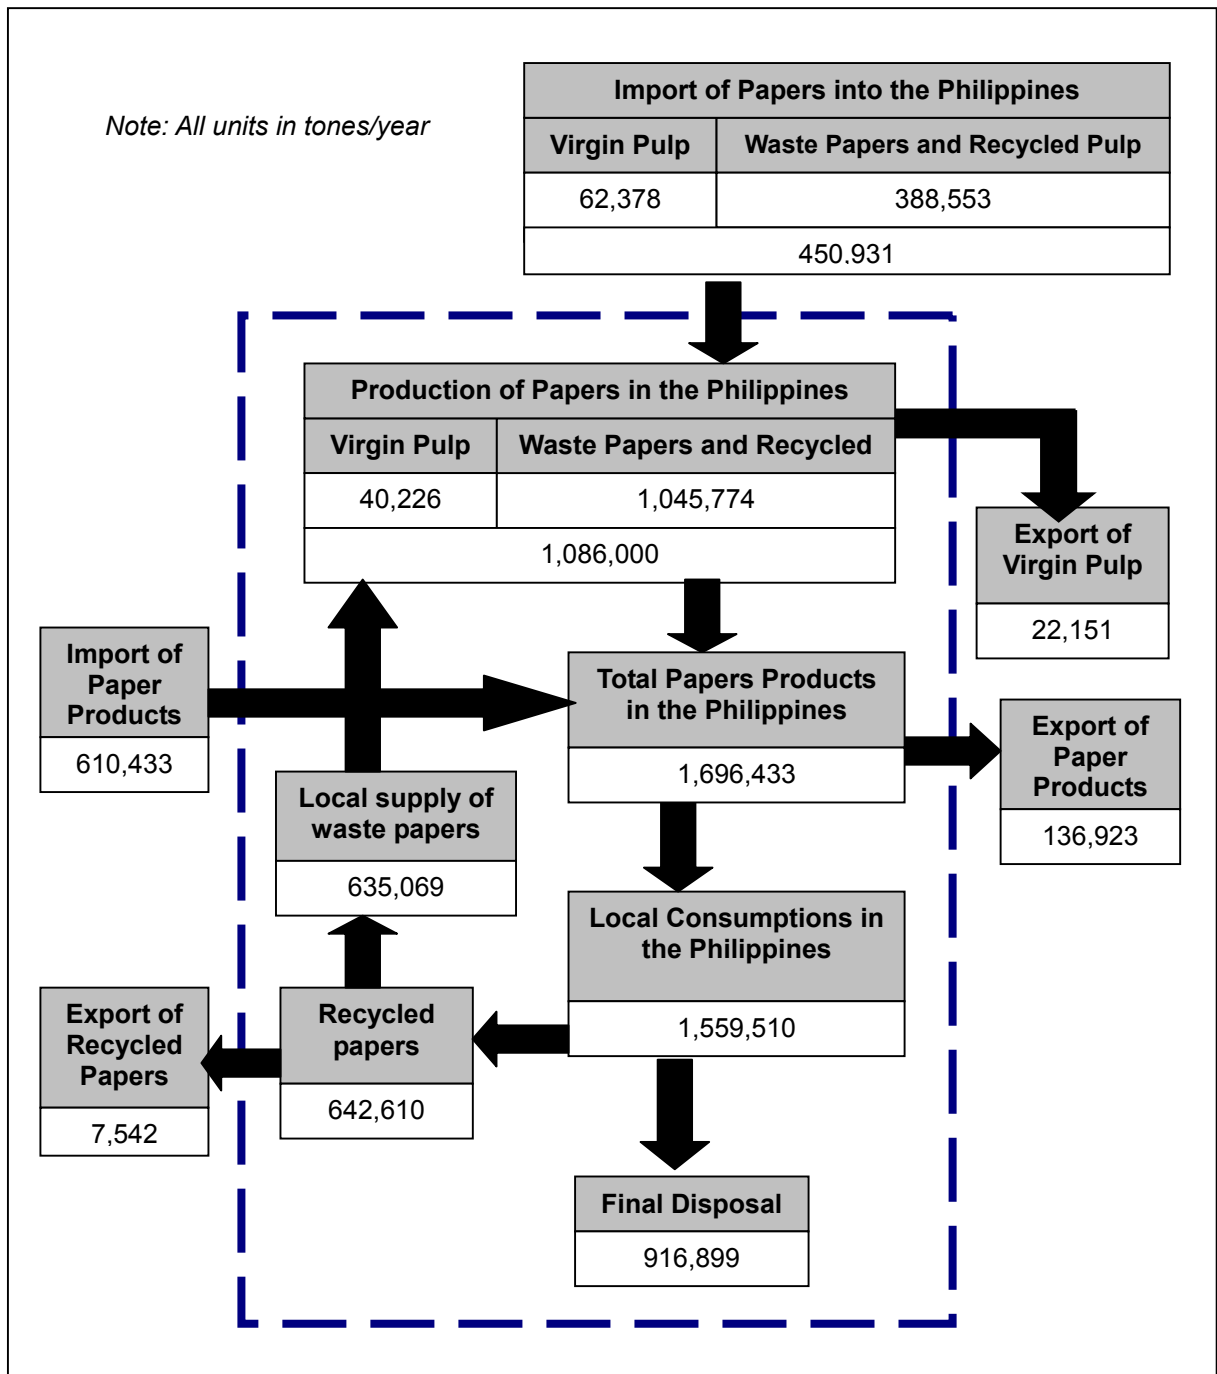 Import of Papers into the Philippines
Note: All units in tones/year
Virgin Pulp
Waste Papers and Recycled Pulp
62,378
388,553
450,931
Production of Papers in the Philippines
Virgin Pulp
Waste Papers and Recycled
40,226
1,045,774
1,086,000
Export of
Virgin Pulp
22,151
Import of
Paper
Products
610,433
Total Papers Products
in the Philippines
1,696,433
Export of
Paper
Products
136,923
Local supply of
waste papers
635,069
Local Consumptions in
the Philippines
1,559,510
Export of
Recycled
Papers
7,542
Recycled
papers
642,610
Final Disposal
916,899